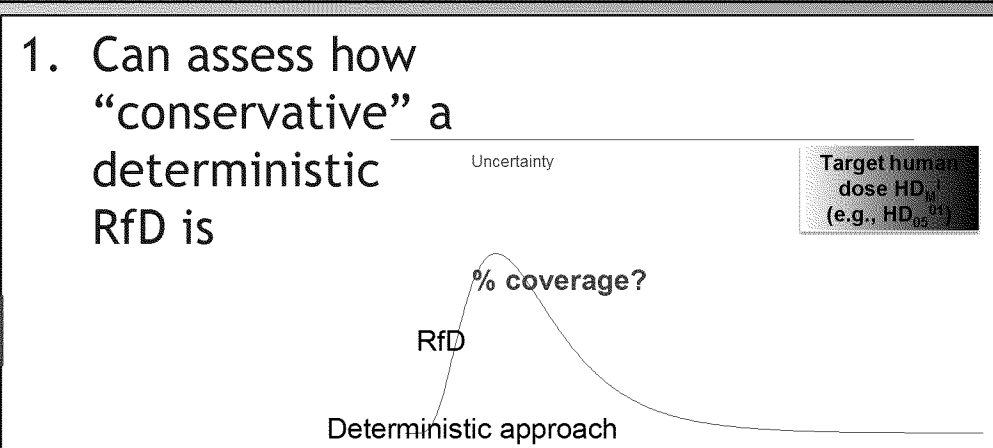 1. Can assess how
“conservative” a
deterministic
RfD is
Uncertainty
Target human
dose HD_M^I
(e.g., HD_05^01)
% coverage?
RfD
Deterministic approach